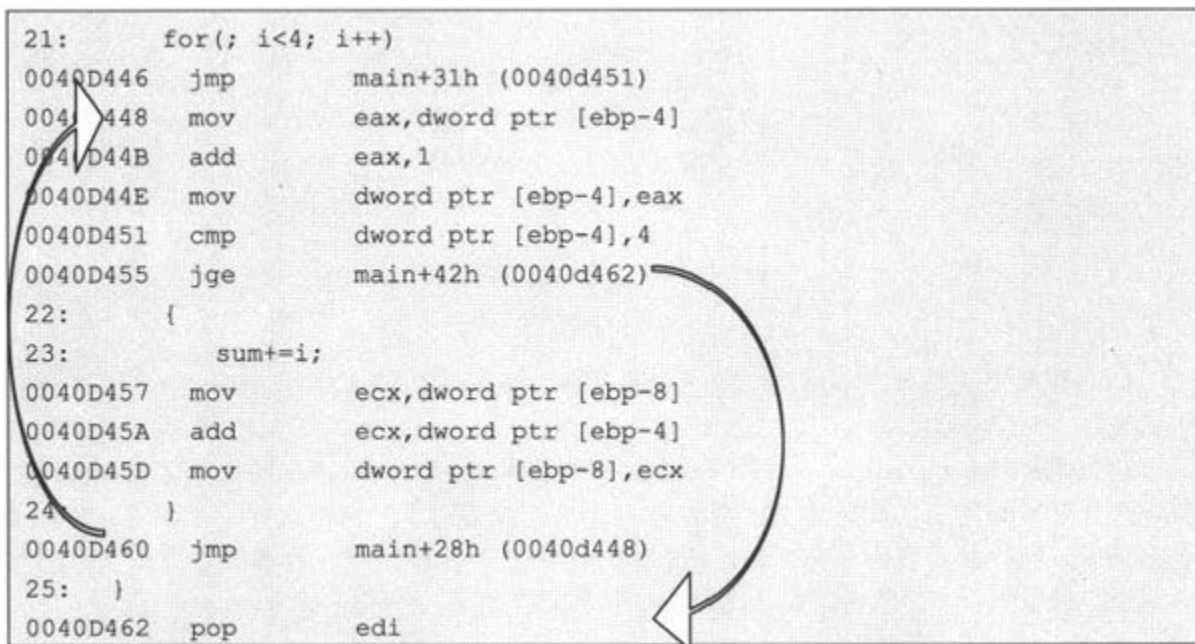 21: for(; i<4; i++)
0040D446 jmp main+31h (0040d451)
0040D448 mov eax,dword ptr [ebp-4]
0040D44B add eax,1
0040D44E mov dword ptr [ebp-4],eax
0040D451 cmp dword ptr [ebp-4],4
0040D455 jge main+42h (0040d462)
22: {
23: sum+=i;
0040D457 mov ecx,dword ptr [ebp-8]
0040D45A add ecx,dword ptr [ebp-4]
0040D45D mov dword ptr [ebp-8],ecx
24: }
0040D460 jmp main+28h (0040d448)
25: }
0040D462 pop edi